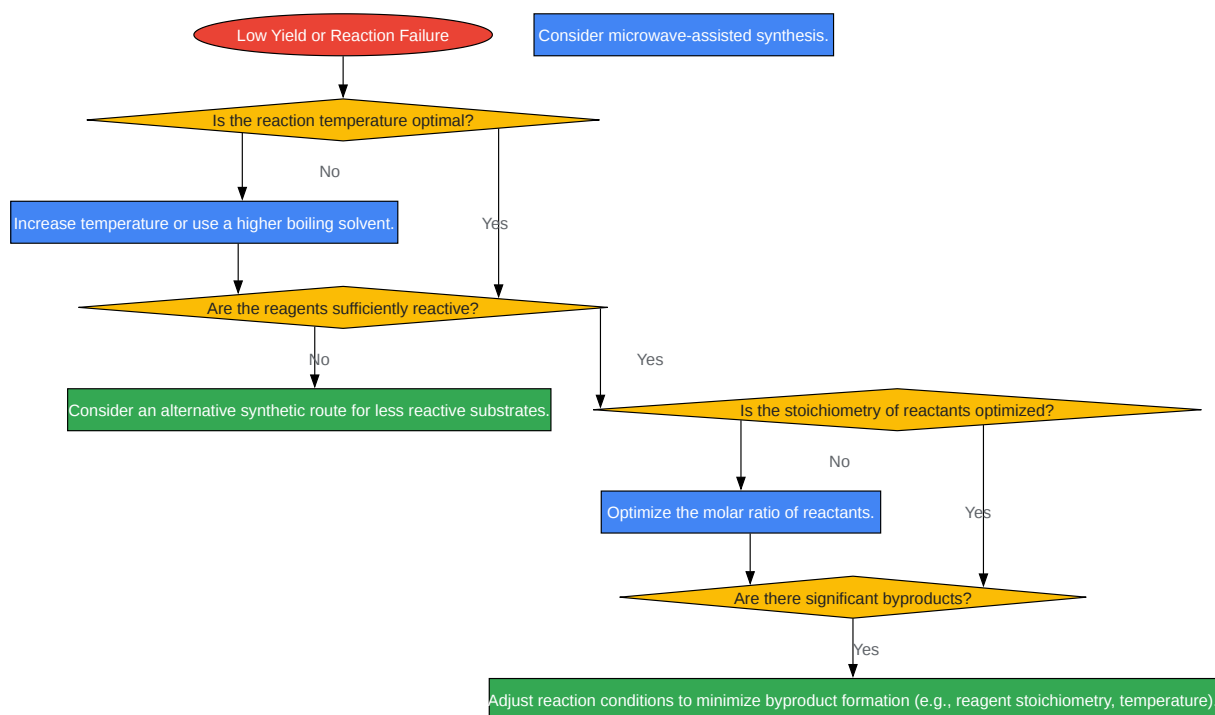 Low Yield or Reaction Failure
Consider microwave-assisted synthesis.
Is the reaction temperature optimal?
No
Increase temperature or use a higher boiling solvent.
Yes
Are the reagents sufficiently reactive?
No
Yes
Consider an alternative synthetic route for less reactive substrates.
Is the stoichiometry of reactants optimized?
No
Optimize the molar ratio of reactants.
Yes
Are there significant byproducts?
Yes
Adjust reaction conditions to minimize byproduct formation (e.g., reagent stoichiometry, temperature)